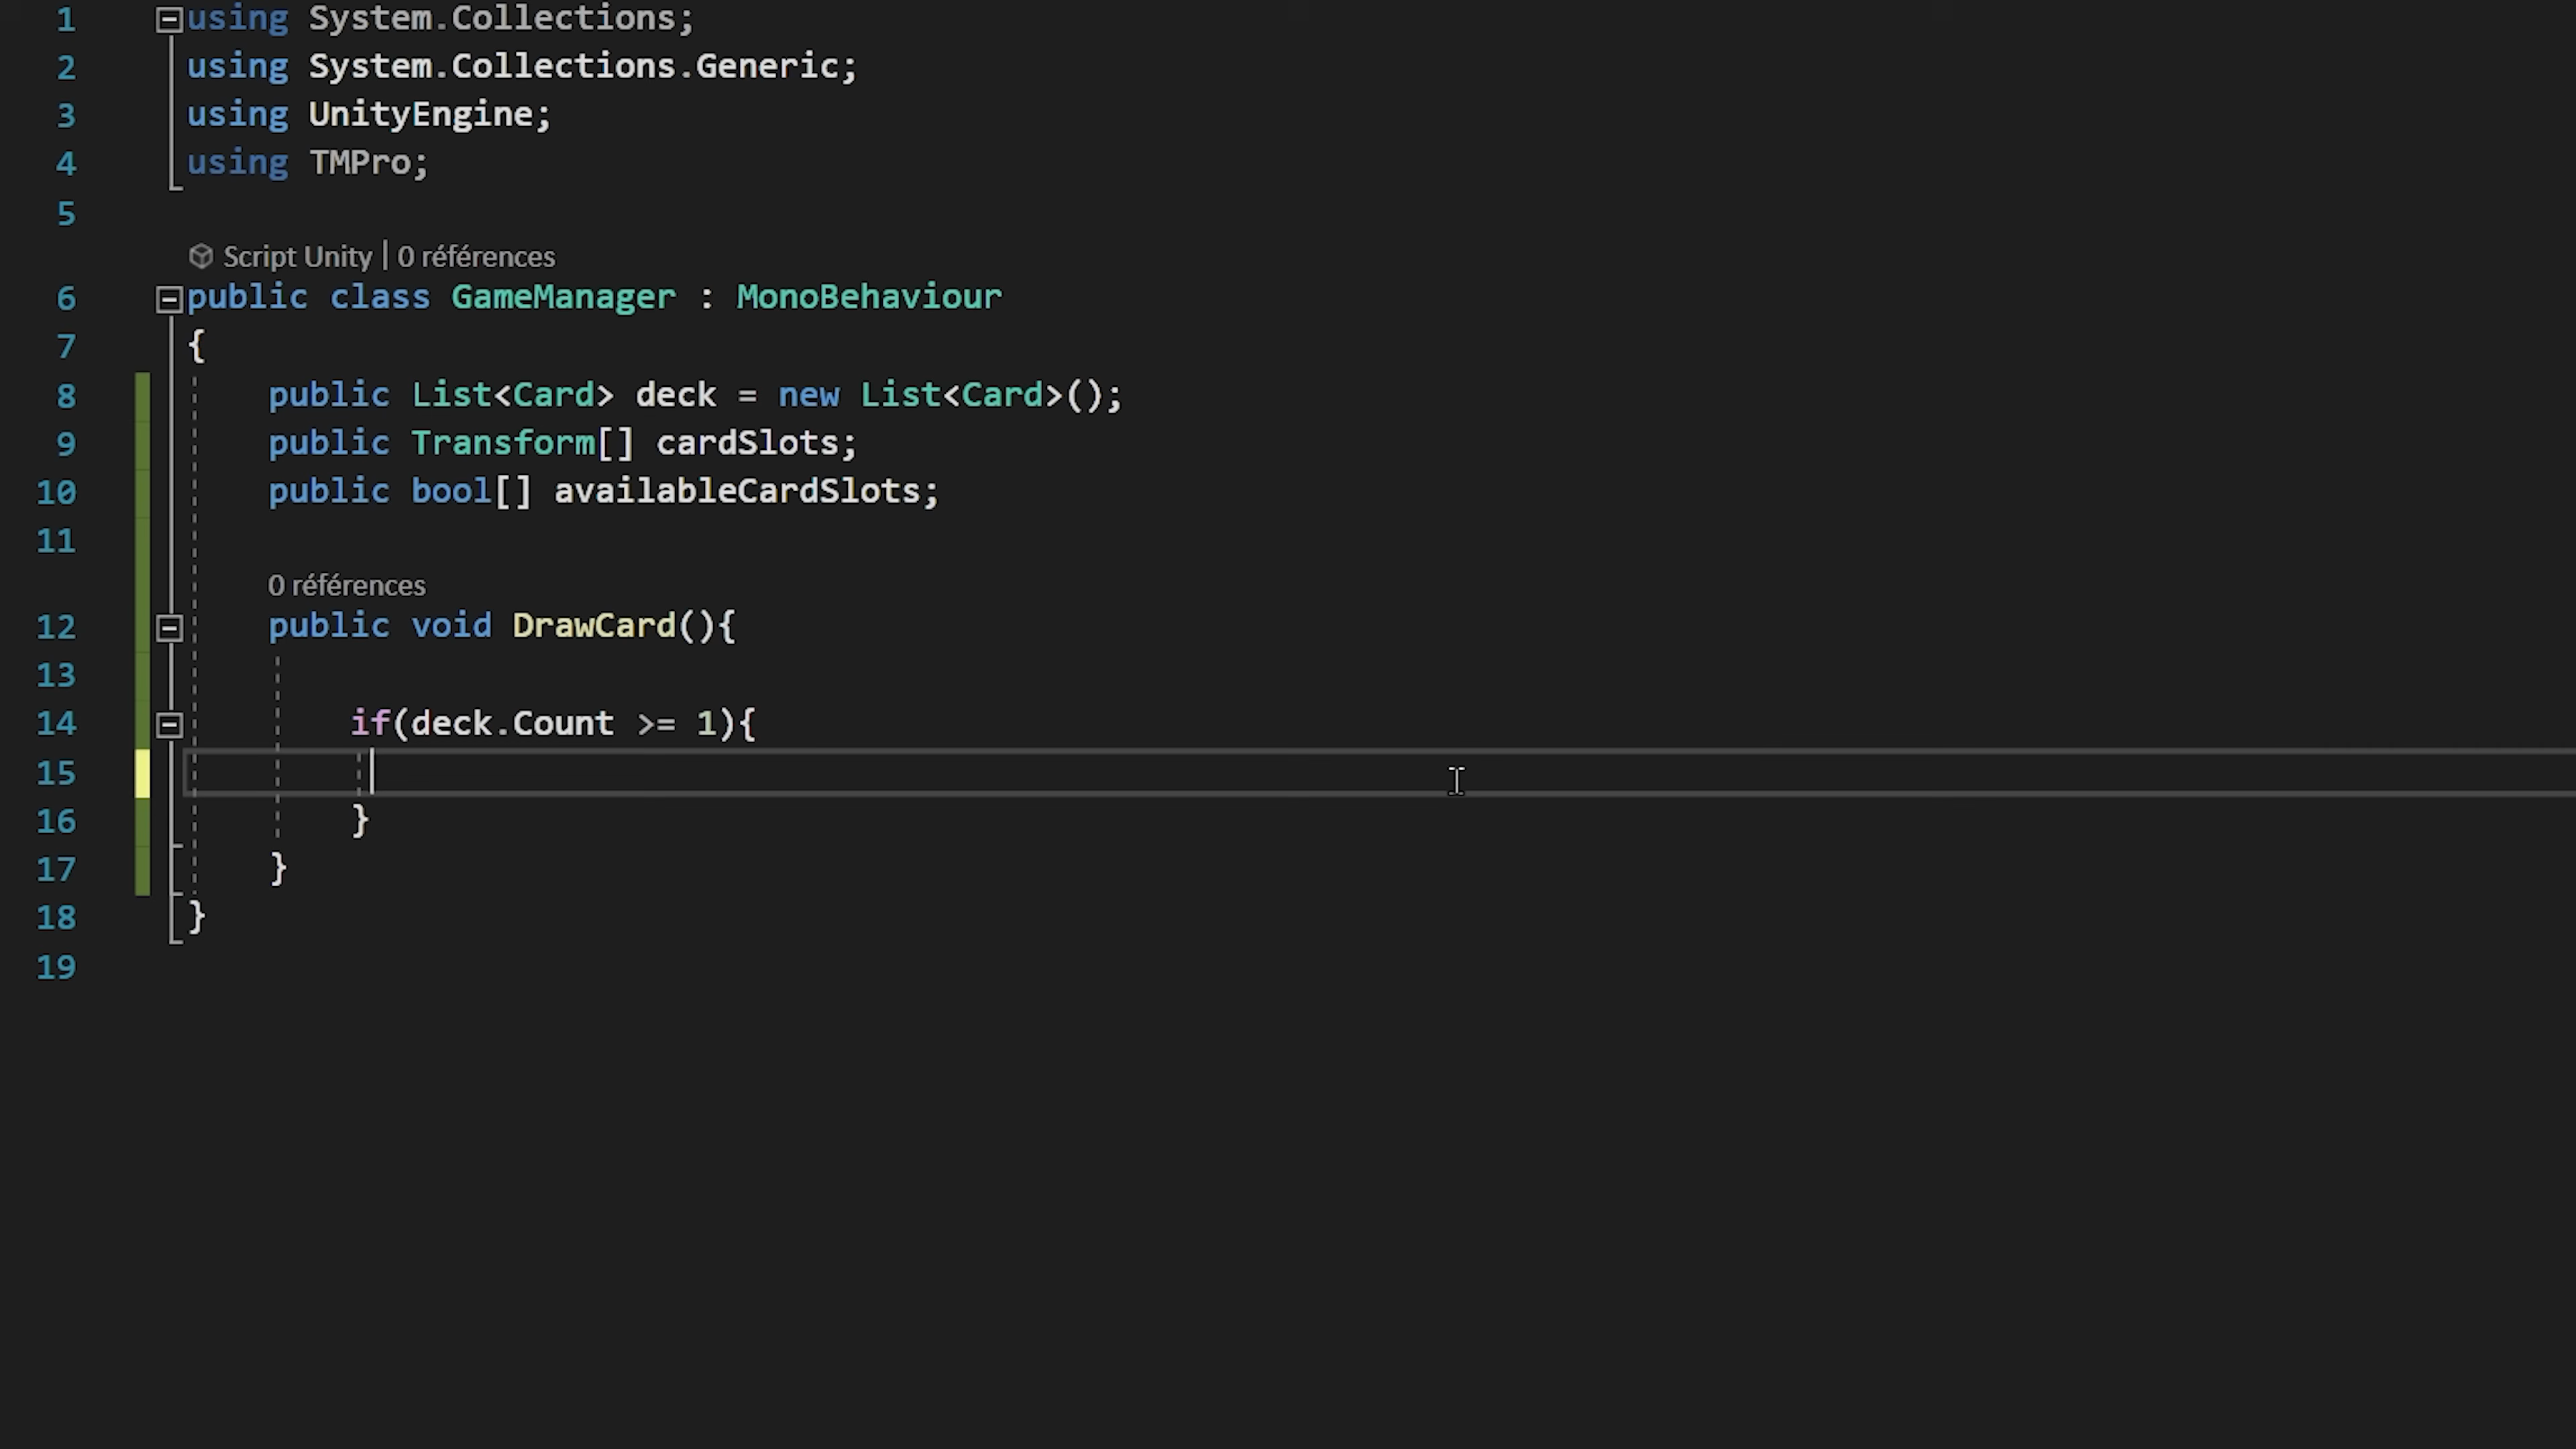 1 using System.Collections;
2 using System.Collections.Generic;
3 using UnityEngine;
4 using TMPro;
5
Script Unity | 0 références
6 public class GameManager : MonoBehaviour
7 {
8 public List<Card> deck = new List<Card>();
9 public Transform[] cardSlots;
10 public bool[] availableCardSlots;
11
0 références
12 public void DrawCard(){
13
14 if(deck.Count >= 1){
15
16 }
17 }
18 }
19